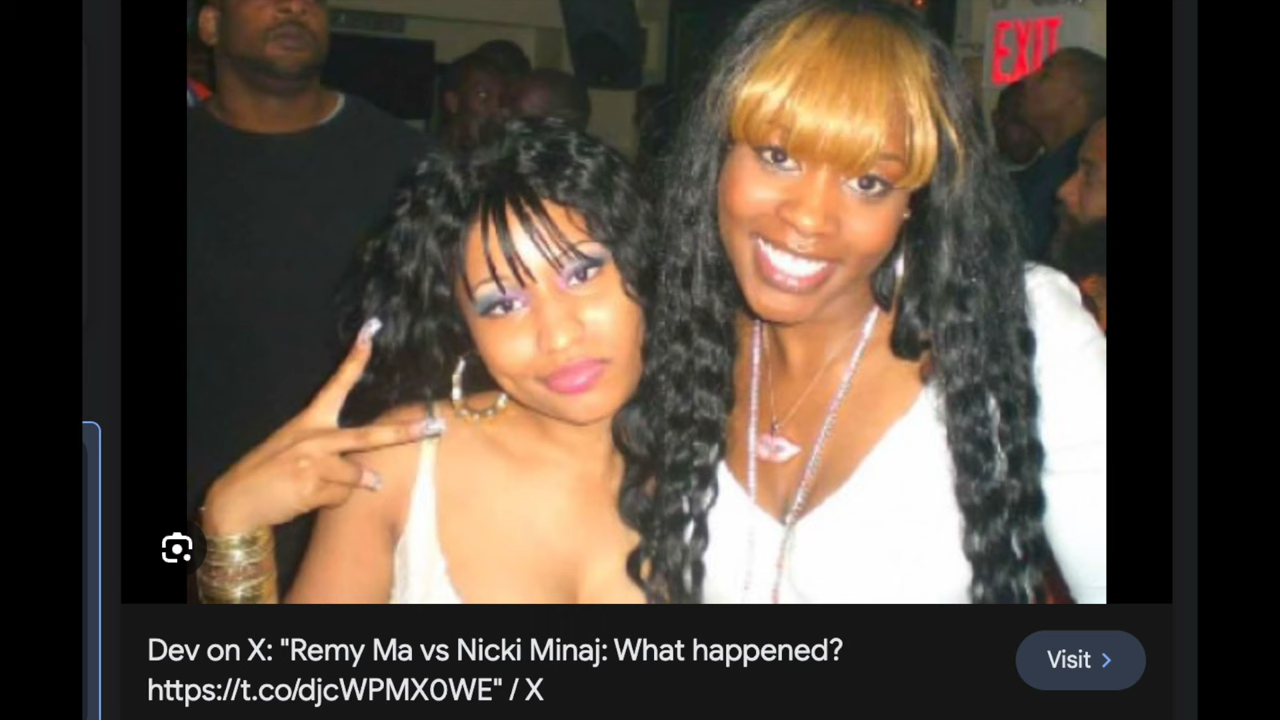 EXIT
Dev on X: "Remy Ma vs Nicki Minaj: What happened?
https://t.co/djcWPMX0WE" / X
Visit